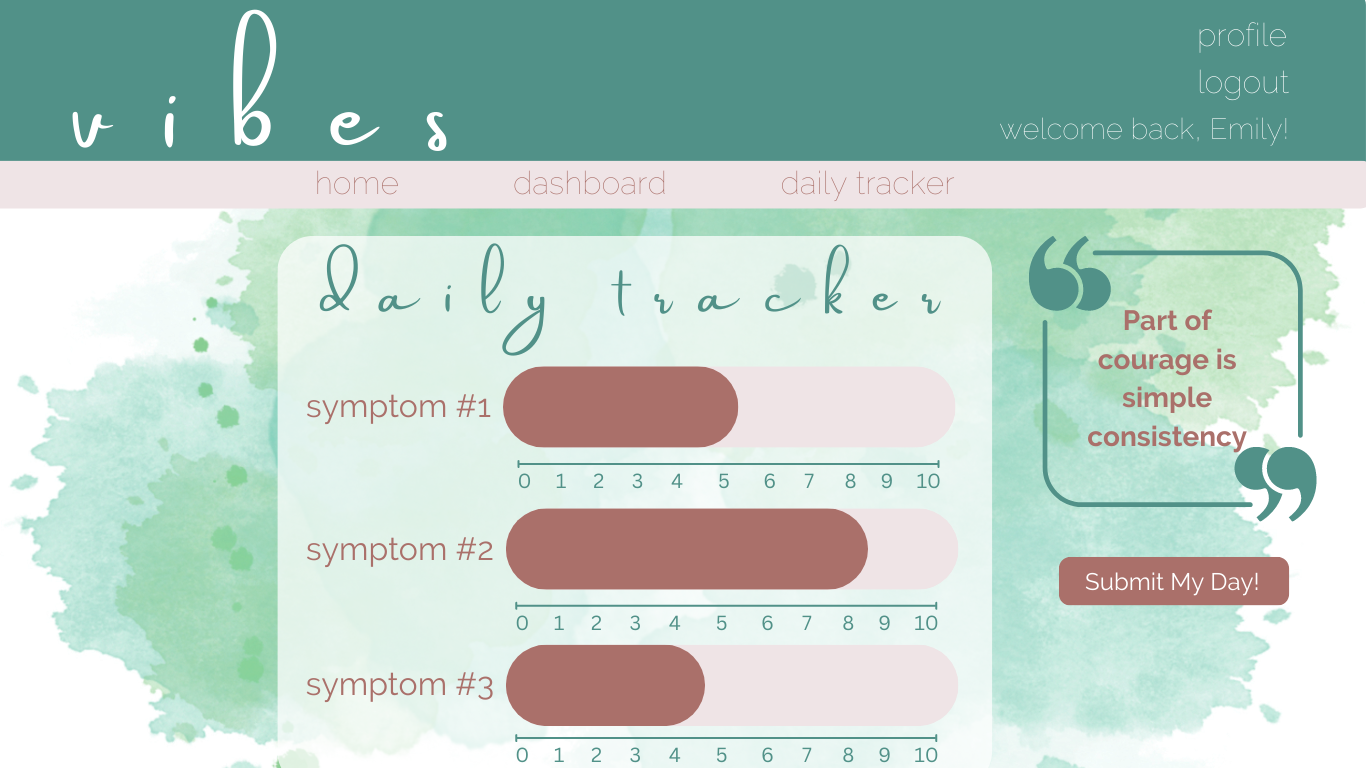 vibes
profile
logout
welcome back, Emily!
home dashboard daily tracker
daily tracker
symptom #1
0 1 2 3 4 5 6 7 8 9 10
symptom #2
0 1 2 3 4 5 6 7 8 9 10
symptom #3
0 1 2 3 4 5 6 7 8 9 10
“
Part of
courage is
simple
consistency
”
Submit My Day!